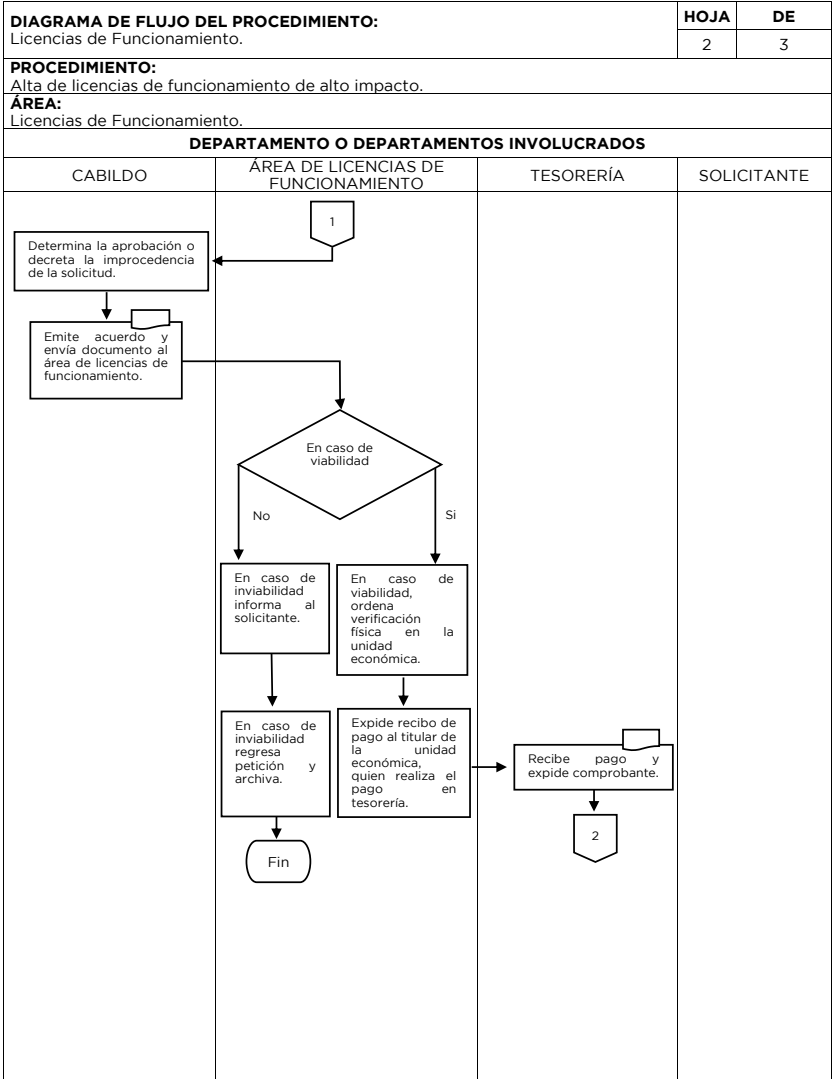 DIAGRAMA DE FLUJO DEL PROCEDIMIENTO:
Licencias de Funcionamiento.
HOJA
DE
2
3
PROCEDIMIENTO:
Alta de licencias de funcionamiento de alto impacto.
ÁREA:
Licencias de Funcionamiento.
DEPARTAMENTO O DEPARTAMENTOS INVOLUCRADOS
CABILDO
ÁREA DE LICENCIAS DE
FUNCIONAMIENTO
TESORERÍA
SOLICITANTE
1
Determina la aprobación o
decreta la improcedencia
de la solicitud.
Emite acuerdo y
envía documento al
área de licencias de
funcionamiento.
En caso de
viabilidad
No
Si
En caso de
inviabilidad
informa al
solicitante.
En caso de
viabilidad,
ordena
verificación
física en la
unidad
económica.
En caso de
inviabilidad
regresa
petición y
archiva.
Expide recibo de
pago al titular de
la unidad
económica,
quien realiza el
pago en
tesorería.
Recibe pago y
expide comprobante.
2
Fin